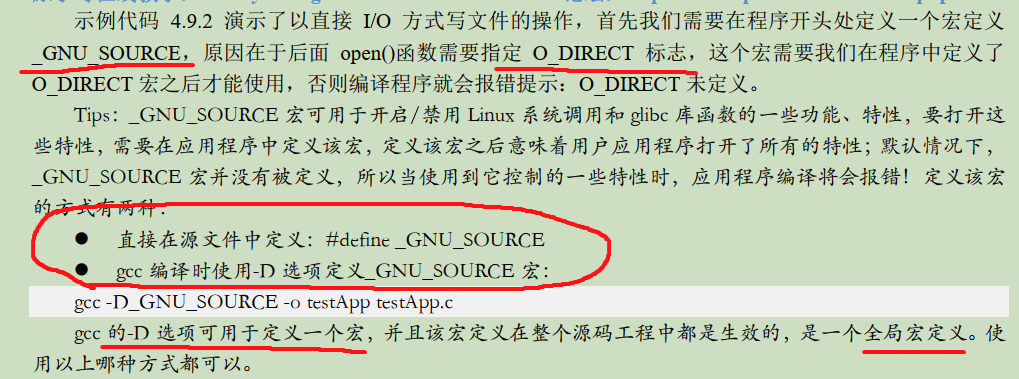 示例代码 4.9.2 演示了以直接 I/O 方式写文件的操作，首先我们需要在程序开头处定义一个宏定义
_GNU_SOURCE，原因在于后面 open()函数需要指定 O_DIRECT 标志，这个宏需要我们在程序中定义了
O_DIRECT 宏之后才能使用，否则编译程序就会报错提示：O_DIRECT 未定义。
Tips：_GNU_SOURCE 宏可用于开启/禁用 Linux 系统调用和 glibc 库函数的一些功能、特性，要打开这
些特性，需要在应用程序中定义该宏，定义该宏之后意味着用户应用程序打开了所有的特性；默认情况下，
_GNU_SOURCE 宏并没有被定义，所以当使用到它控制的一些特性时，应用程序编译将会报错！定义该宏
的方式有两种：
● 直接在源文件中定义：#define _GNU_SOURCE
● gcc 编译时使用-D 选项定义_GNU_SOURCE 宏：
gcc -D_GNU_SOURCE -o testApp testApp.c
gcc 的-D 选项可用于定义一个宏，并且该宏定义在整个源码工程中都是生效的，是一个全局宏定义。使
用以上哪种方式都可以。